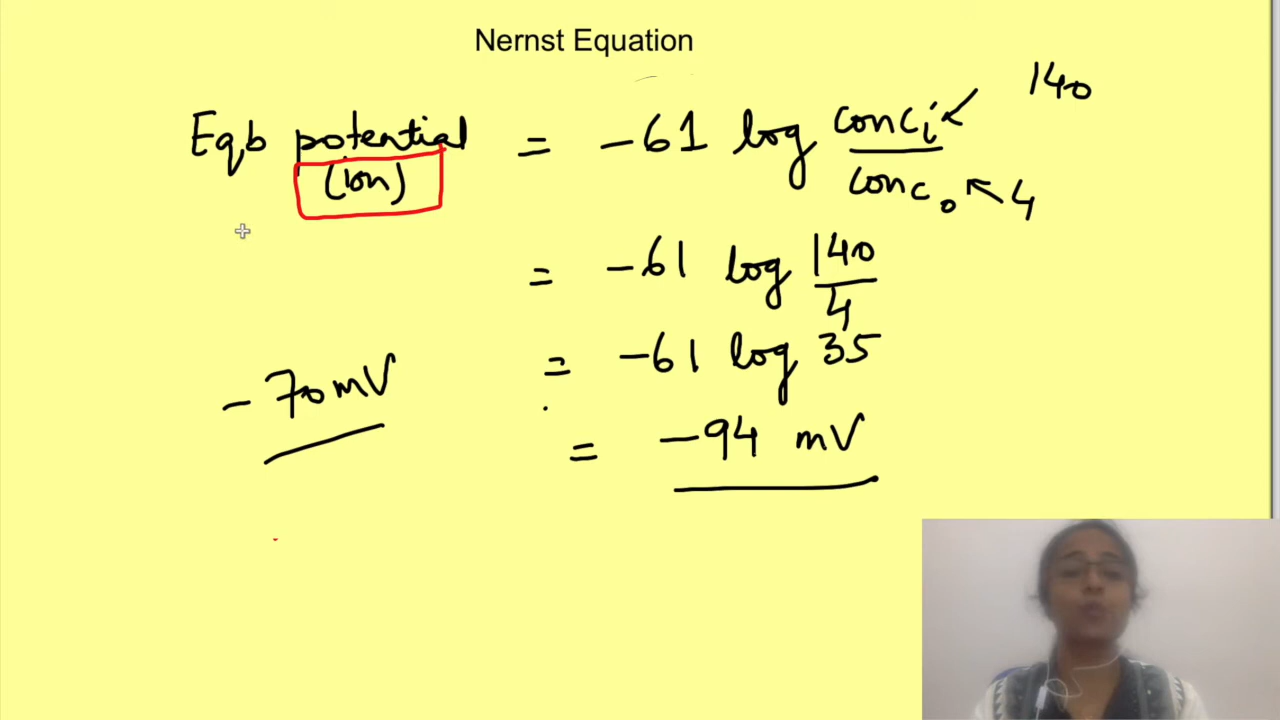 Nernst Equation
140
Eqb potential = -61 log conci / conco
(ion)
4
= -61 log 140/4
= -61 log 35
-70mV
= -94 mV